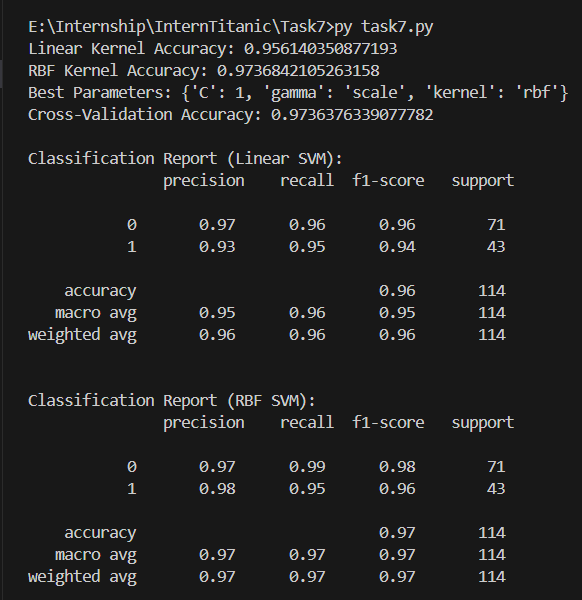 E:\Internship\InternTitanic\Task7>py task7.py
Linear Kernel Accuracy: 0.956140350877193
RBF Kernel Accuracy: 0.9736842105263158
Best Parameters: {'C': 1, 'gamma': 'scale', 'kernel': 'rbf'}
Cross-Validation Accuracy: 0.9736376339077782
Classification Report (Linear SVM):
precision recall f1-score support
0 0.97 0.96 0.96 71
1 0.93 0.95 0.94 43
accuracy 0.96 114
macro avg 0.95 0.96 0.95 114
weighted avg 0.96 0.96 0.96 114
Classification Report (RBF SVM):
precision recall f1-score support
0 0.97 0.99 0.98 71
1 0.98 0.95 0.96 43
accuracy 0.97 114
macro avg 0.97 0.97 0.97 114
weighted avg 0.97 0.97 0.97 114